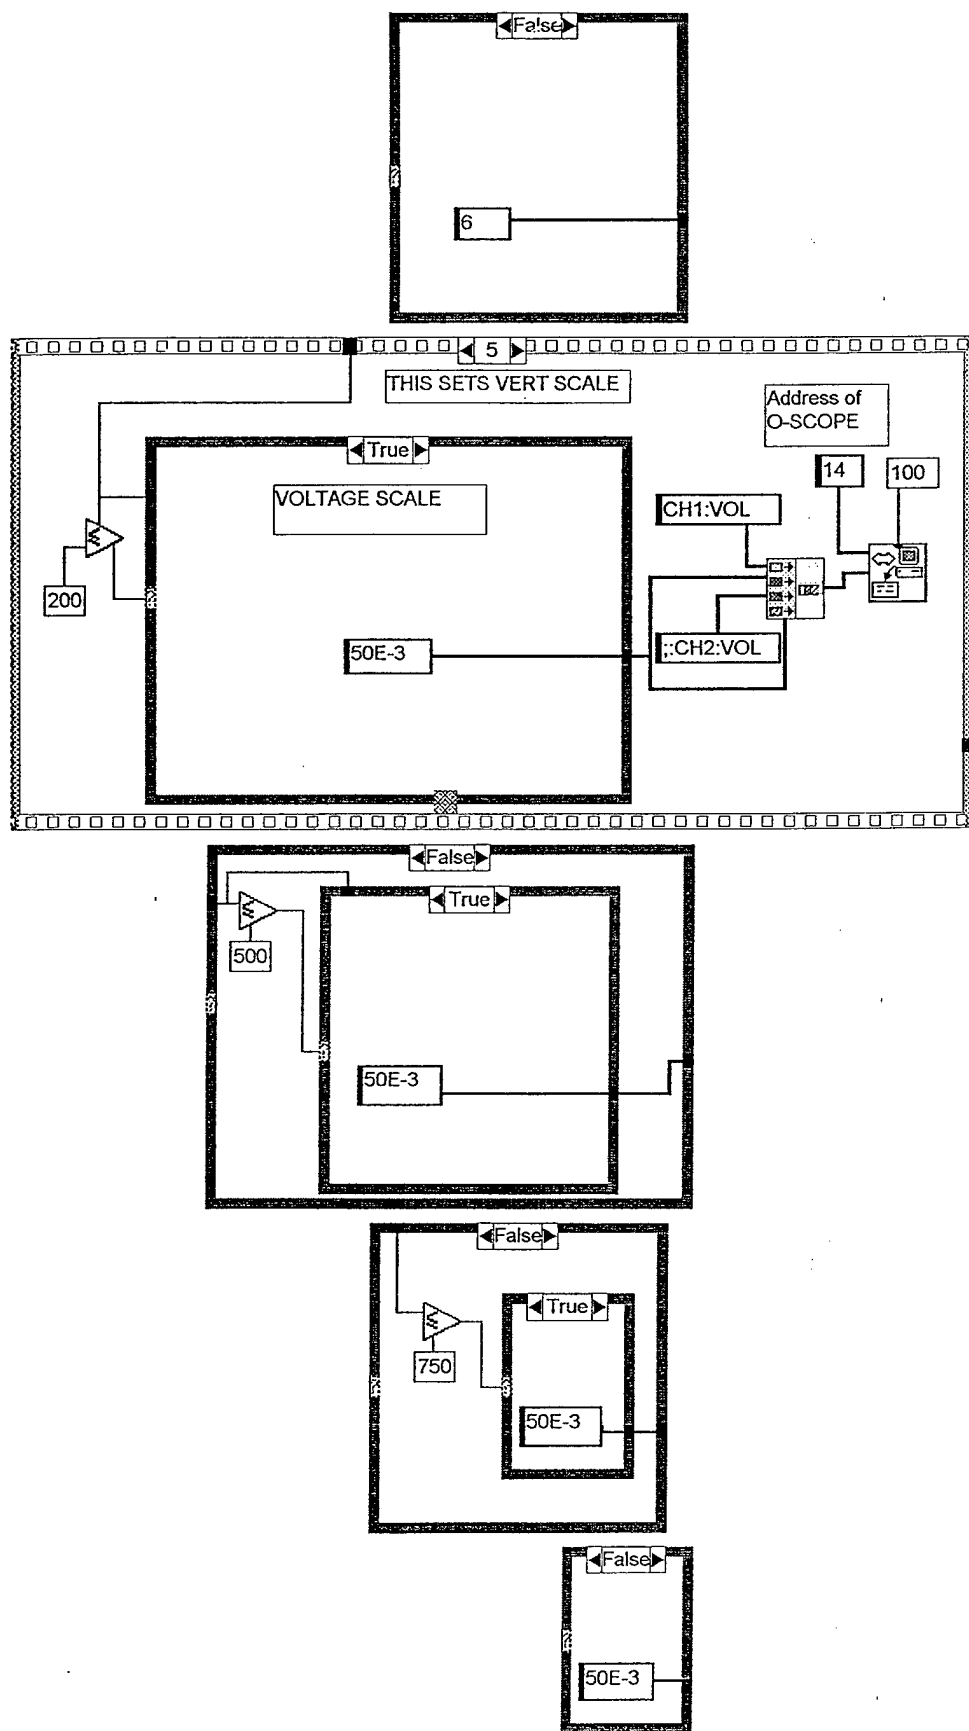 False
6
5
THIS SETS VERT SCALE
Address of
O-SCOPE
True
14
100
VOLTAGE SCALE
CH1:VOL
200
50E-3
;:CH2:VOL
False
True
500
50E-3
False
True
750
50E-3
False
50E-3